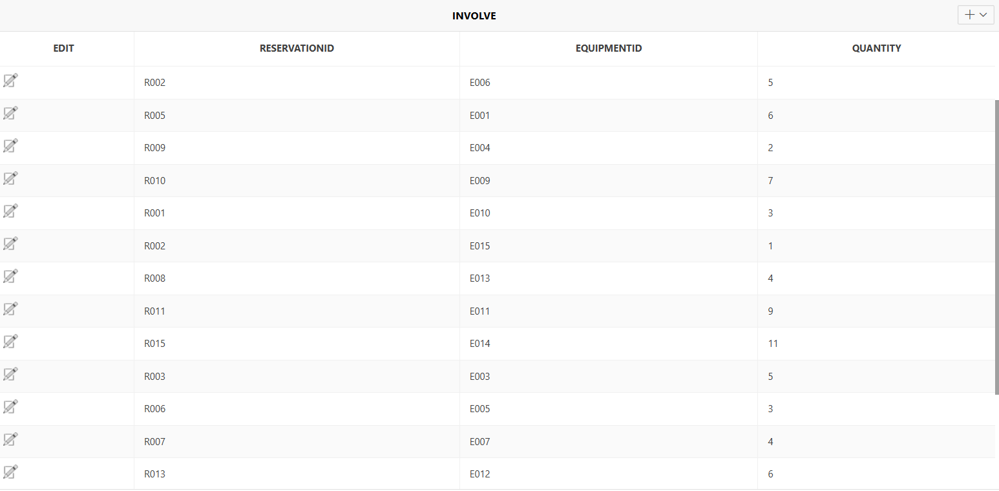 INVOLVE
EDIT RESERVATIONID EQUIPMENTID QUANTITY
R002 E006 5
R005 E001 6
R009 E004 2
R010 E009 7
R001 E010 3
R002 E015 1
R008 E013 4
R011 E011 9
R015 E014 11
R003 E003 5
R006 E005 3
R007 E007 4
R013 E012 6